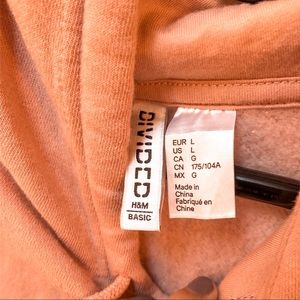 DIVIDED
H&M
BASIC
EUR L
US L
CA G
CN 175/104A
MX G
Made in
China
Fabriqué en
Chine